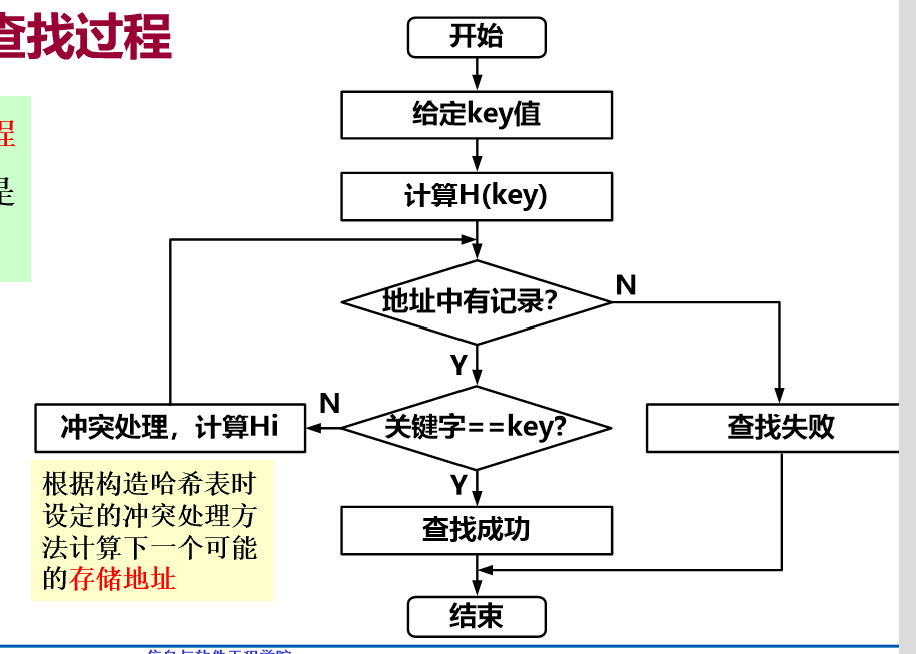 查找过程
程
是
开始
给定key值
计算H(key)
地址中有记录?
N
Y
关键字==key?
N
冲突处理，计算Hi
查找失败
Y
查找成功
根据构造哈希表时
设定的冲突处理方
法计算下一个可能
的存储地址
结束